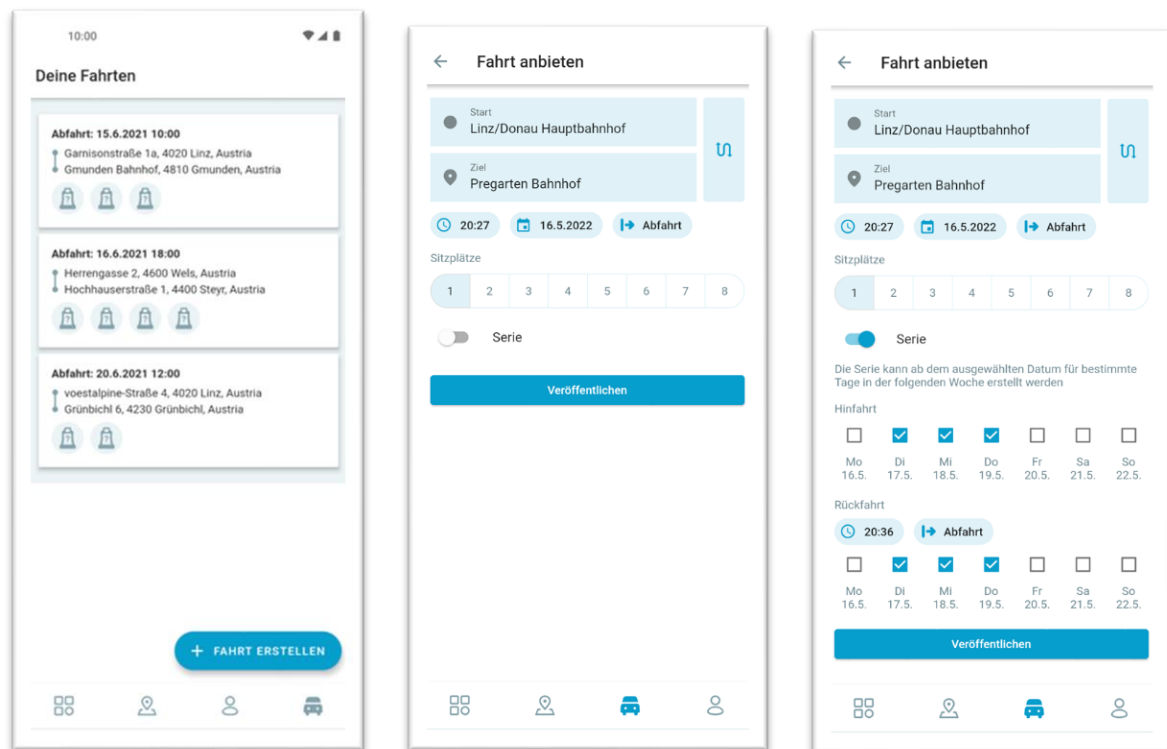 10:00
Deine Fahrten
Abfahrt: 15.6.2021 10:00
Garnisonstraße 1a, 4020 Linz, Austria
Gmunden Bahnhof, 4810 Gmunden, Austria
? ? ?
Abfahrt: 16.6.2021 18:00
Herrengasse 2, 4600 Wels, Austria
Hochhauserstraße 1, 4400 Steyr, Austria
? ? ? ?
Abfahrt: 20.6.2021 12:00
voestalpine-Straße 4, 4020 Linz, Austria
Grünbichl 6, 4230 Grünbichl, Austria
? ?
+ FAHRT ERSTELLEN
Fahrt anbieten
Start
Linz/Donau Hauptbahnhof
Ziel
Pregarten Bahnhof
20:27 16.5.2022 Abfahrt
Sitzplätze
1 2 3 4 5 6 7 8
Serie
Veröffentlichen
Fahrt anbieten
Start
Linz/Donau Hauptbahnhof
Ziel
Pregarten Bahnhof
20:27 16.5.2022 Abfahrt
Sitzplätze
1 2 3 4 5 6 7 8
Serie
Die Serie kann ab dem ausgewählten Datum für bestimmte
Tage in der folgenden Woche erstellt werden
Hinfahrt
Mo Di Mi Do Fr Sa So
16.5. 17.5. 18.5. 19.5. 20.5. 21.5. 22.5.
Rückfahrt
20:36 Abfahrt
Mo Di Mi Do Fr Sa So
16.5. 17.5. 18.5. 19.5. 20.5. 21.5. 22.5.
Veröffentlichen